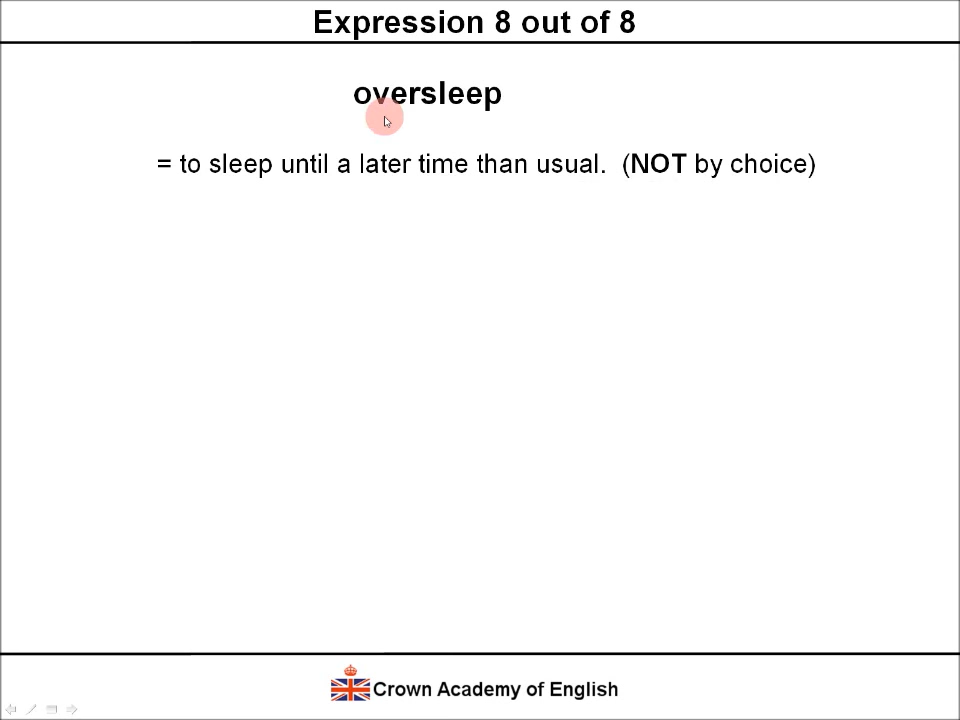 Expression 8 out of 8
oversleep
= to sleep until a later time than usual.  (NOT by choice)
Crown Academy of English